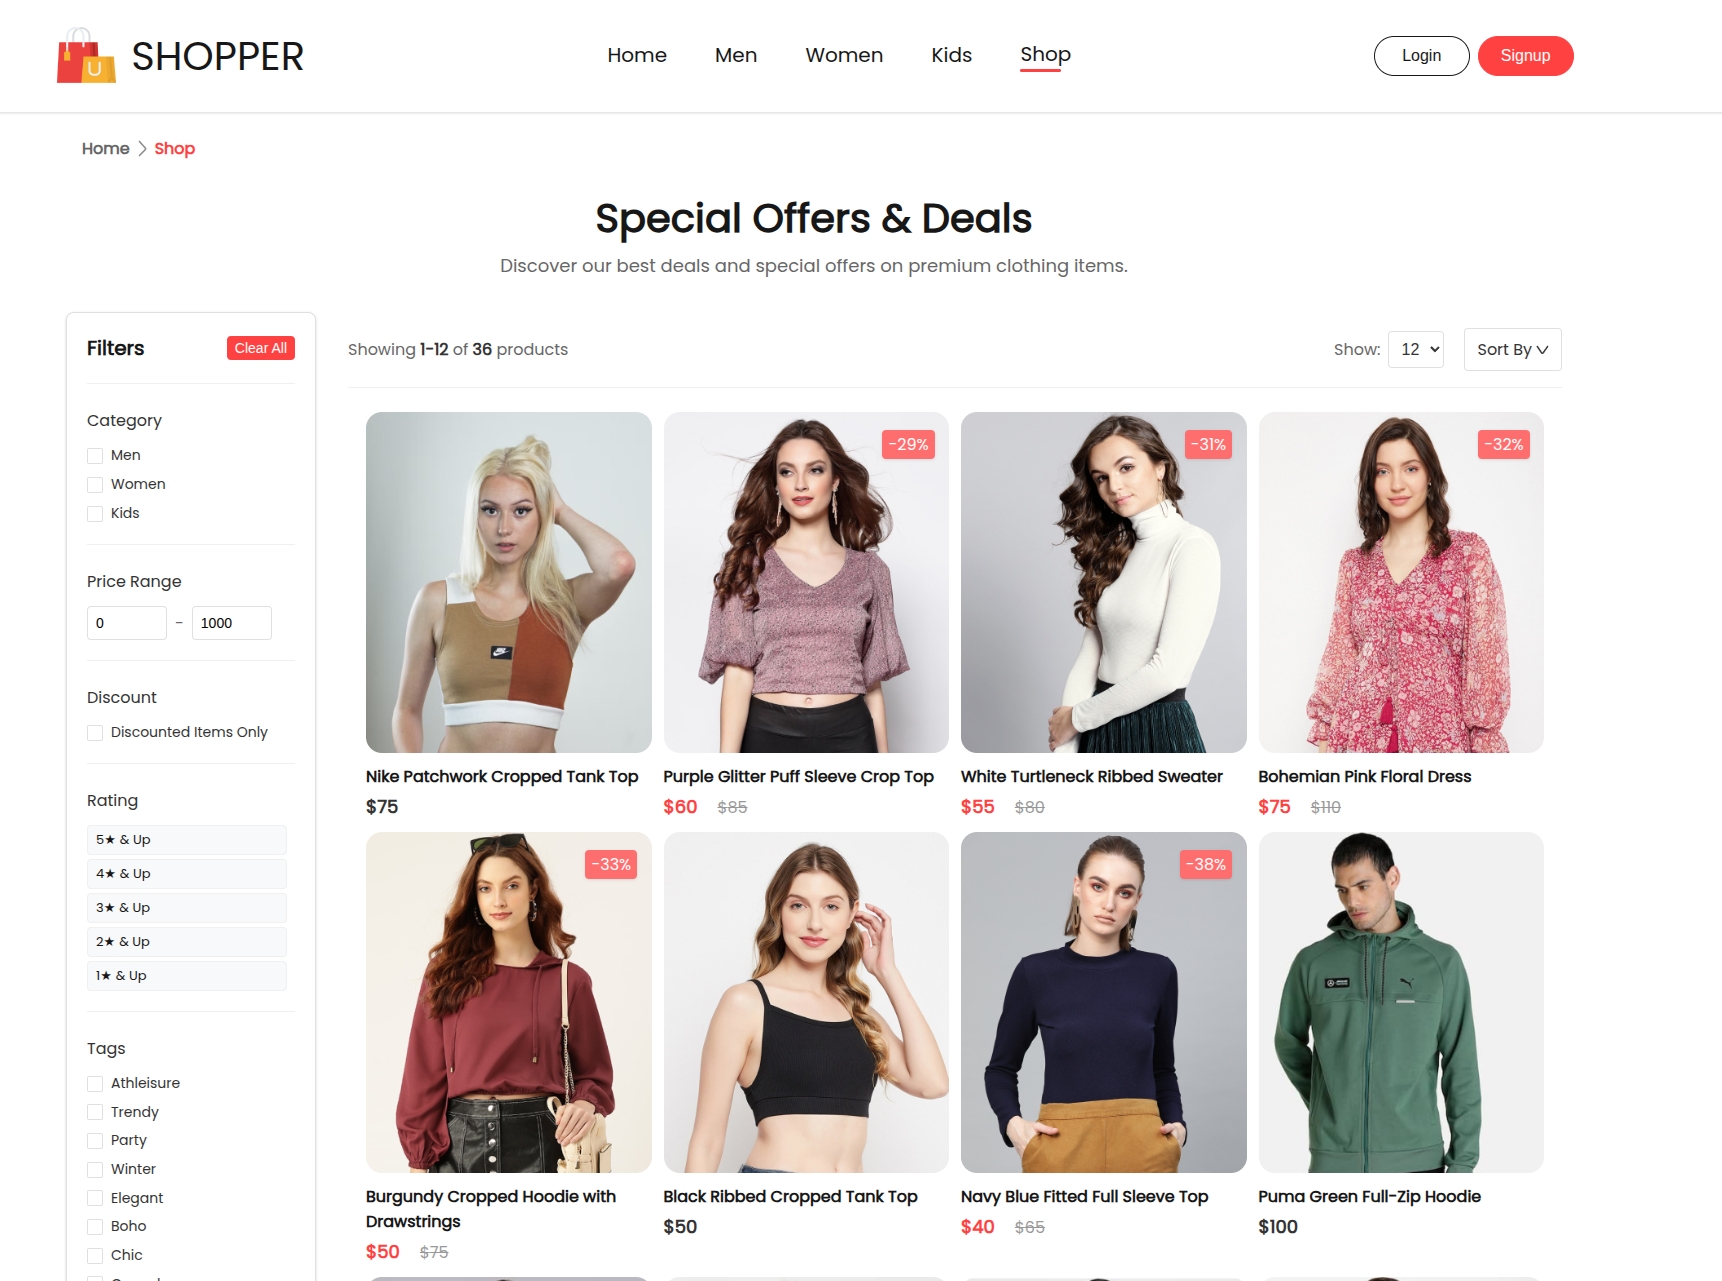 SHOPPER
Home Men Women Kids Shop
Login Signup
Home Shop
Special Offers & Deals
Discover our best deals and special offers on premium clothing items.
Filters
Clear All
Category
Men
Women
Kids
Price Range
0 - 1000
Discount
Discounted Items Only
Rating
5★ & Up
4★ & Up
3★ & Up
2★ & Up
1★ & Up
Tags
Athleisure
Trendy
Party
Winter
Elegant
Boho
Chic
Showing 1-12 of 36 products
Show: 12 Sort By
-29%
-31%
-32%
Nike Patchwork Cropped Tank Top
$75
Purple Glitter Puff Sleeve Crop Top
$60 $85
White Turtleneck Ribbed Sweater
$55 $80
Bohemian Pink Floral Dress
$75 $110
-33%
-38%
Burgundy Cropped Hoodie with
Drawstrings
$50 $75
Black Ribbed Cropped Tank Top
$50
Navy Blue Fitted Full Sleeve Top
$40 $65
Puma Green Full-Zip Hoodie
$100